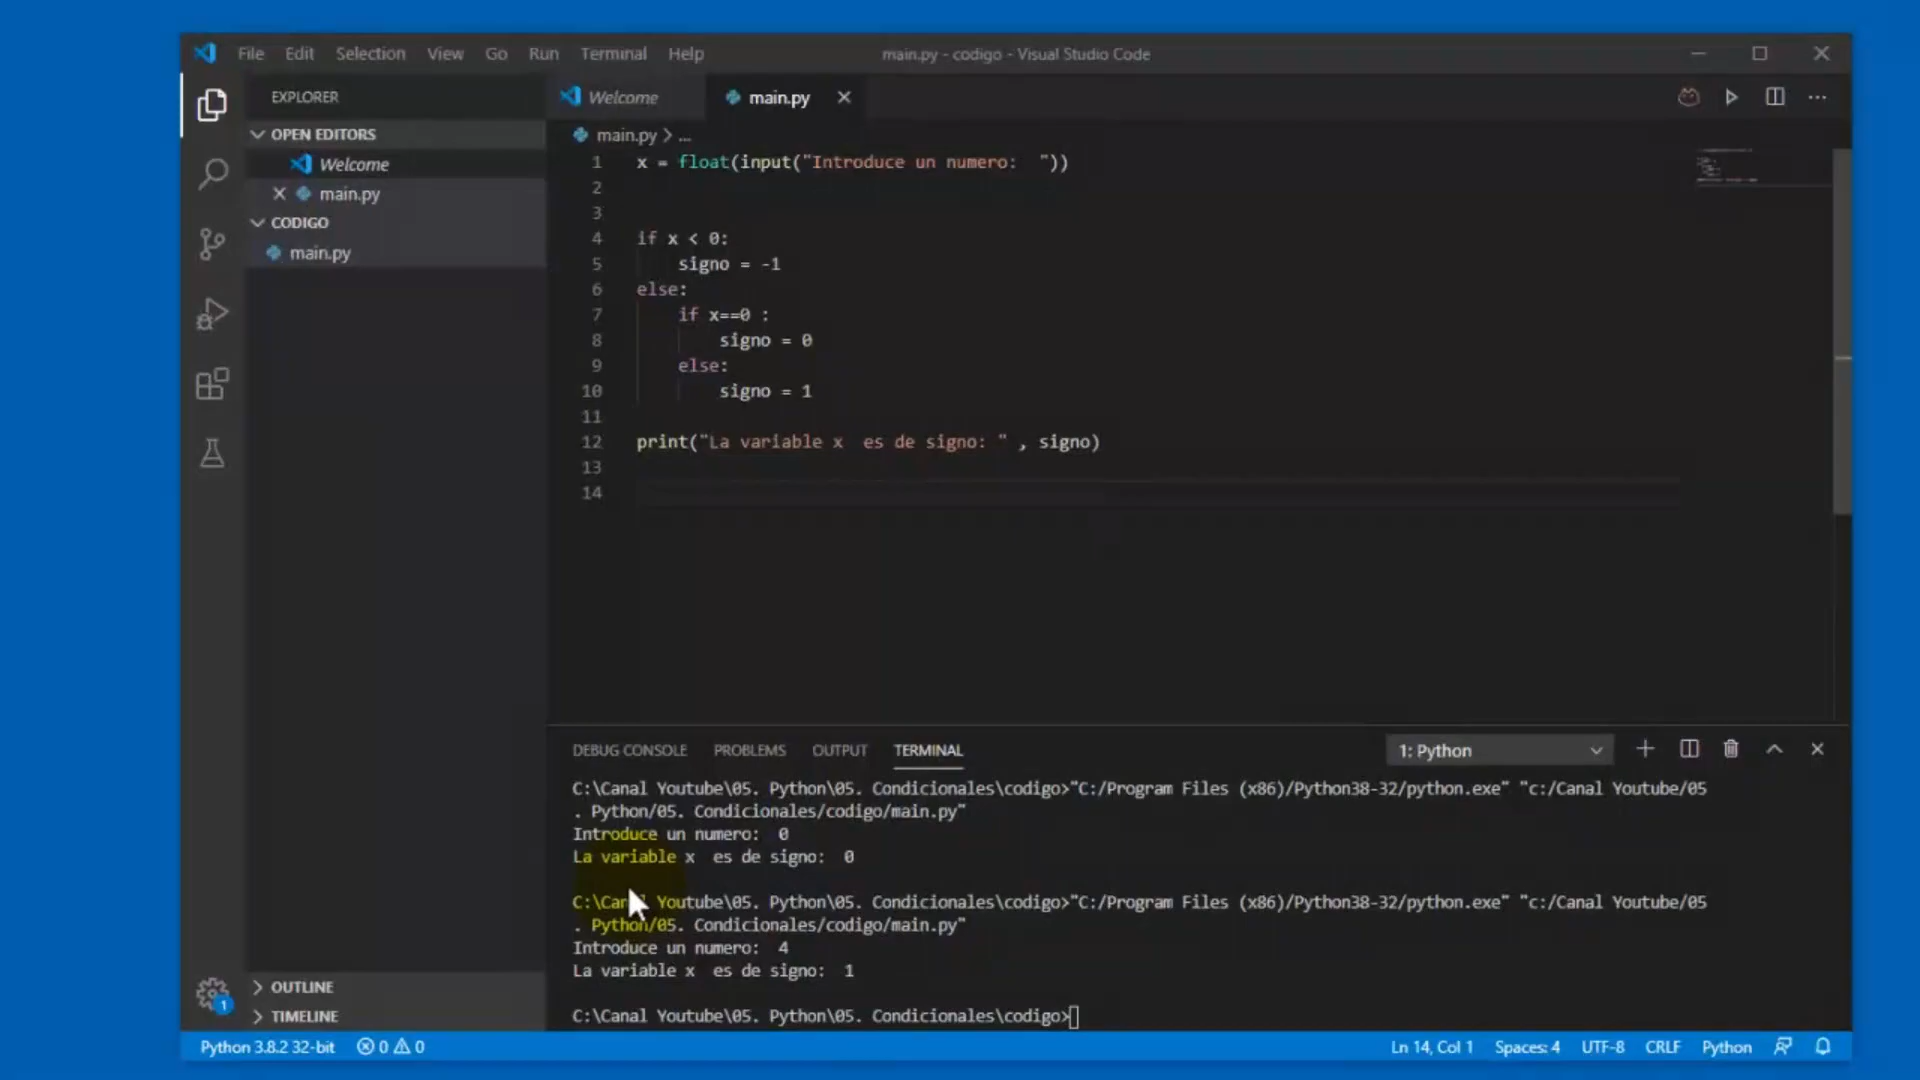 File Edit Selection View Go Run Terminal Help
main.py - codigo - Visual Studio Code
EXPLORER
OPEN EDITORS
Welcome
main.py
CODIGO
main.py
OUTLINE
TIMELINE
1
Welcome
main.py
main.py > ...
1 x = float(input("Introduce un numero:  "))
2
3
4 if x < 0:
5     signo = -1
6 else:
7     if x==0 :
8         signo = 0
9     else:
10         signo = 1
11
12 print("La variable x  es de signo: " , signo)
13
14
DEBUG CONSOLE PROBLEMS OUTPUT TERMINAL
1: Python
C:\Canal Youtube\05. Python\05. Condicionales\codigo>"C:/Program Files (x86)/Python38-32/python.exe" "c:/Canal Youtube/05
. Python/05. Condicionales/codigo/main.py"
Introduce un numero:  0
La variable x  es de signo:  0
C:\Canal Youtube\05. Python\05. Condicionales\codigo>"C:/Program Files (x86)/Python38-32/python.exe" "c:/Canal Youtube/05
. Python/05. Condicionales/codigo/main.py"
Introduce un numero:  4
La variable x  es de signo:  1
C:\Canal Youtube\05. Python\05. Condicionales\codigo>
Python 3.8.2 32-bit 0 0
Ln 14, Col 1 Spaces: 4 UTF-8 CRLF Python